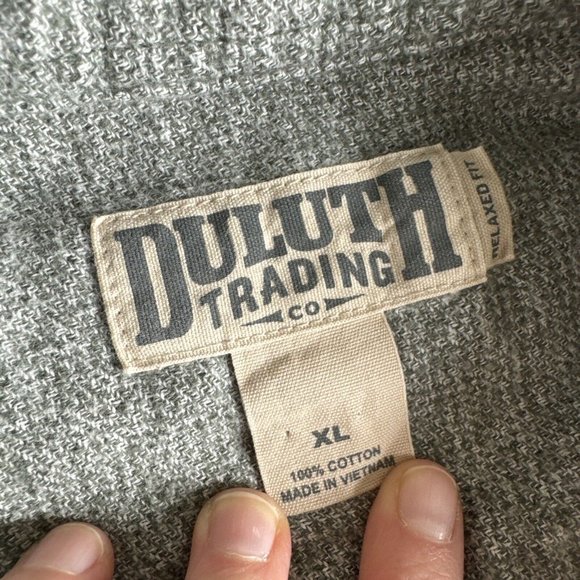 DULUTH
TRADING
CO
RELAXED FIT
XL
100% COTTON
MADE IN VIETNAM